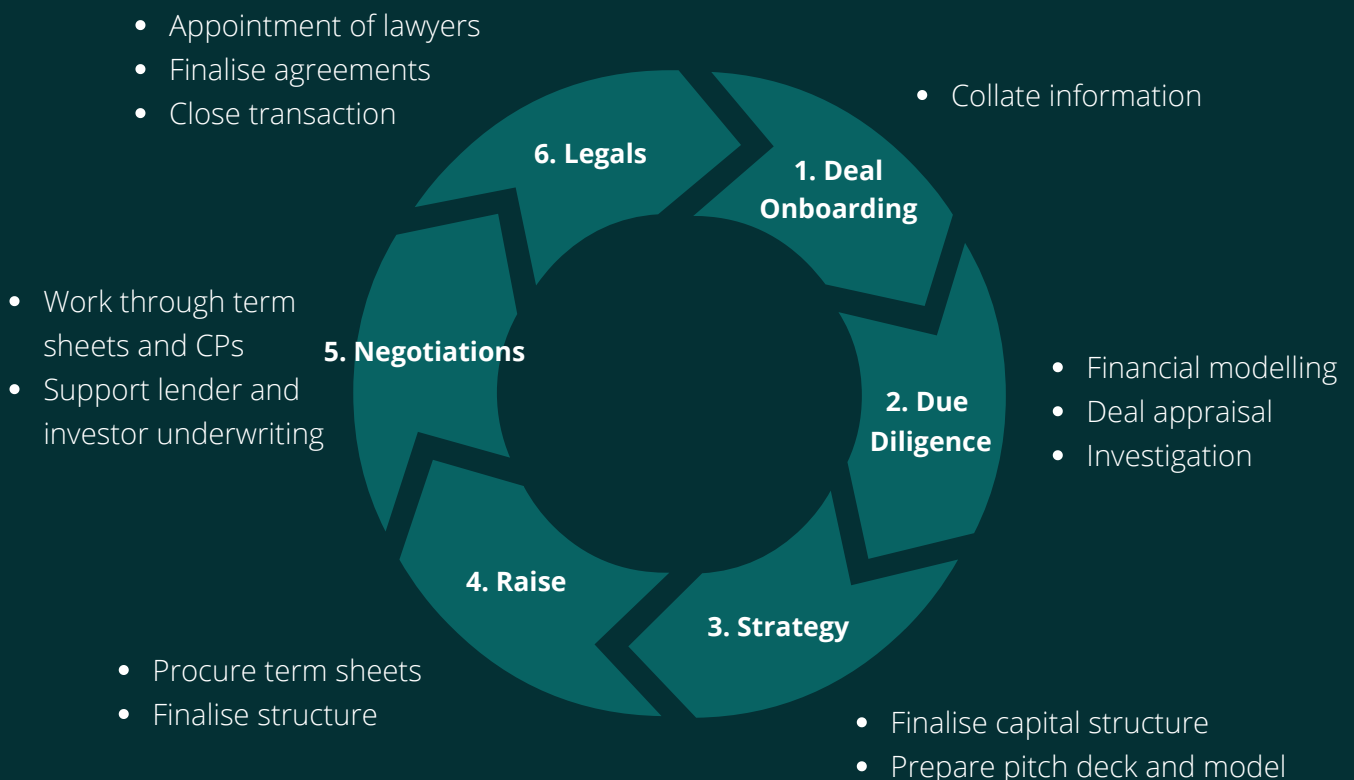 • Appointment of lawyers
• Finalise agreements
• Close transaction
6. Legals
1. Deal
Onboarding
• Collate information
2. Due
Diligence
• Financial modelling
• Deal appraisal
• Investigation
3. Strategy
• Finalise capital structure
• Prepare pitch deck and model
4. Raise
• Procure term sheets
• Finalise structure
5. Negotiations
• Work through term
sheets and CPs
• Support lender and
investor underwriting